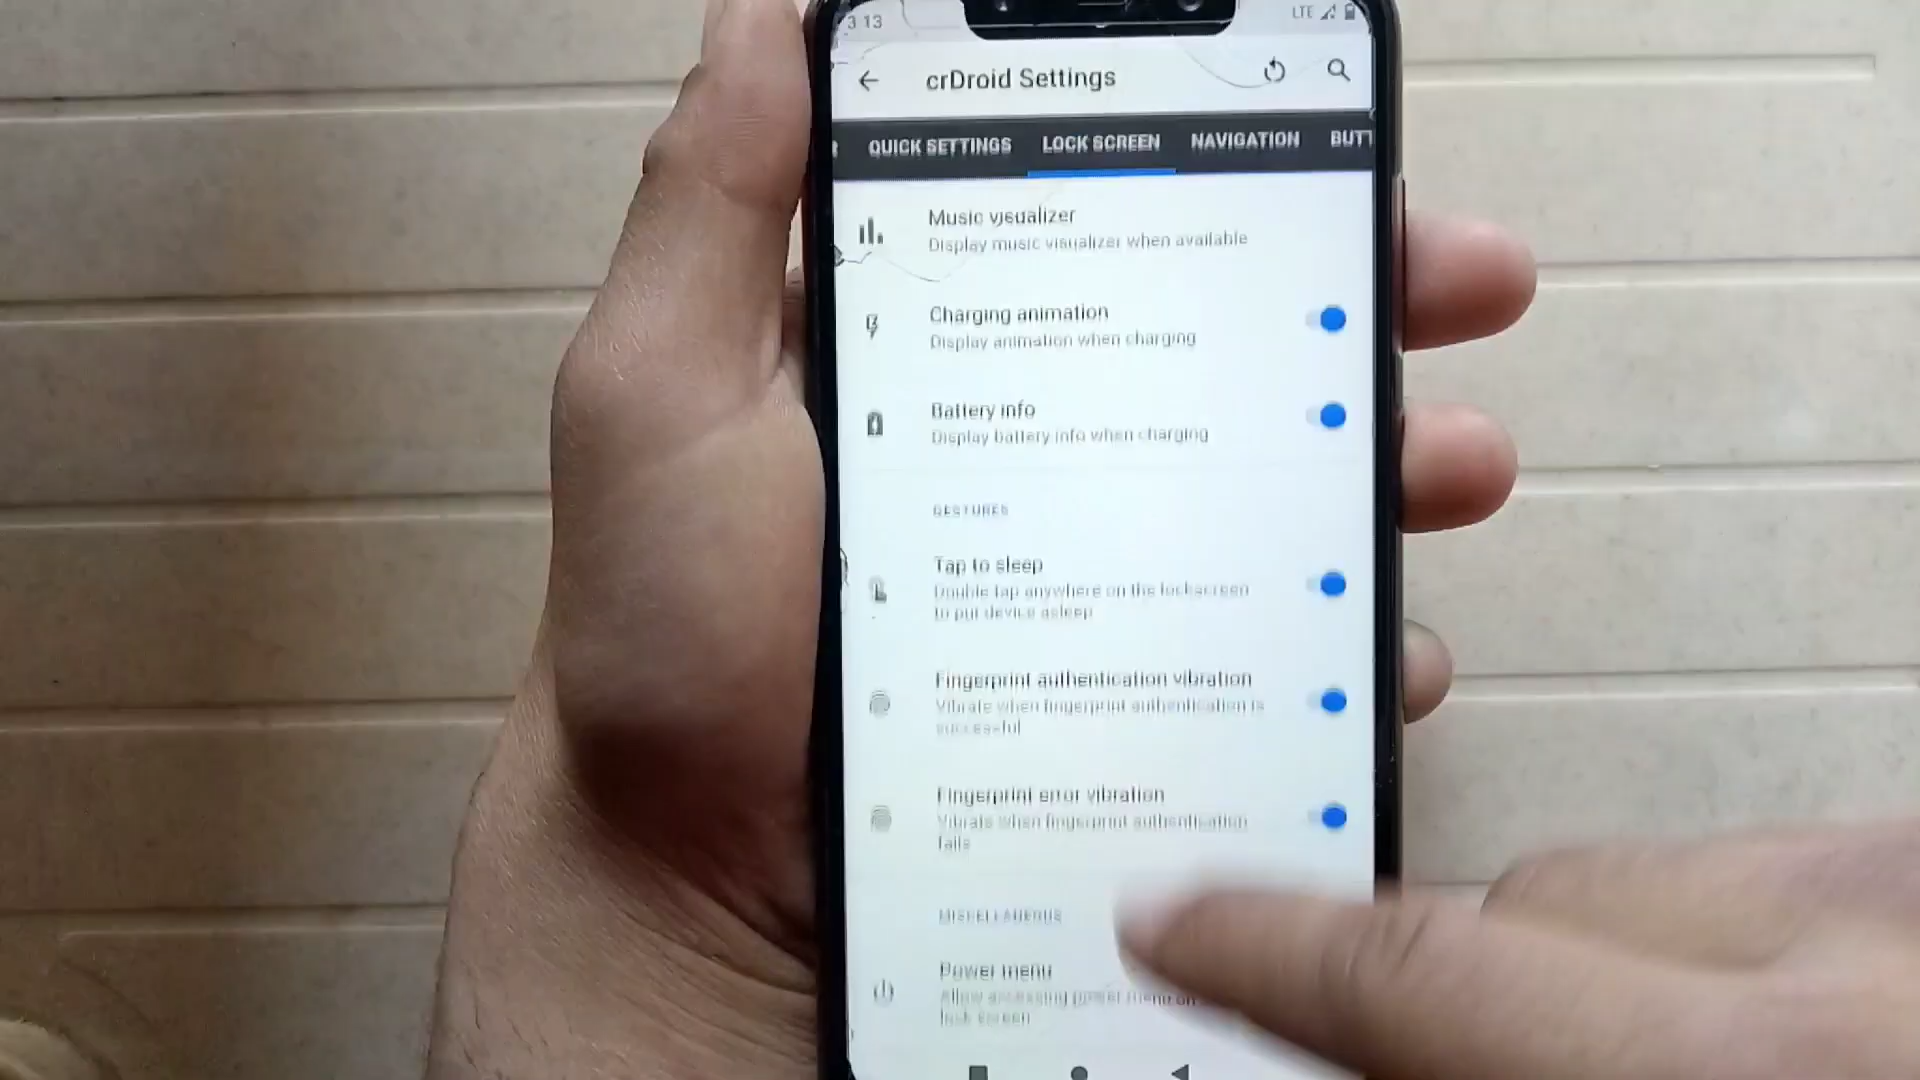 3 13
LTE
crDroid Settings
QUICK SETTINGS
LOCK SCREEN
NAVIGATION
BUTT
Music visualizer
Display music visualizer when available
Charging animation
Display animation when charging
Battery info
Display battery info when charging
GESTURES
Tap to sleep
Double tap anywhere on the lockscreen
to put device asleep
Fingerprint authentication vibration
Vibrate when fingerprint authentication is
successful
Fingerprint error vibration
Vibrate when fingerprint authentication
fails
MISCELLANEOUS
Power menu
Allow accessing power menu on
lock screen